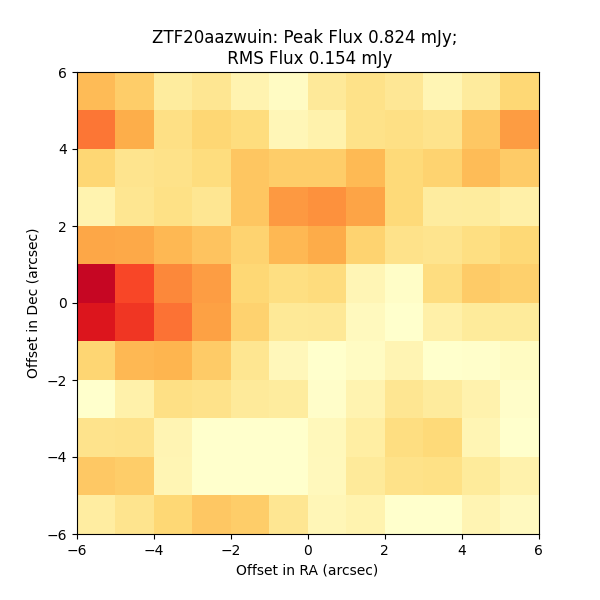 ZTF20aazwuin: Peak Flux 0.824 mJy;
RMS Flux 0.154 mJy
6
4
2
0
−2
−4
−6
Offset in Dec (arcsec)
−6 −4 −2 0 2 4 6
Offset in RA (arcsec)